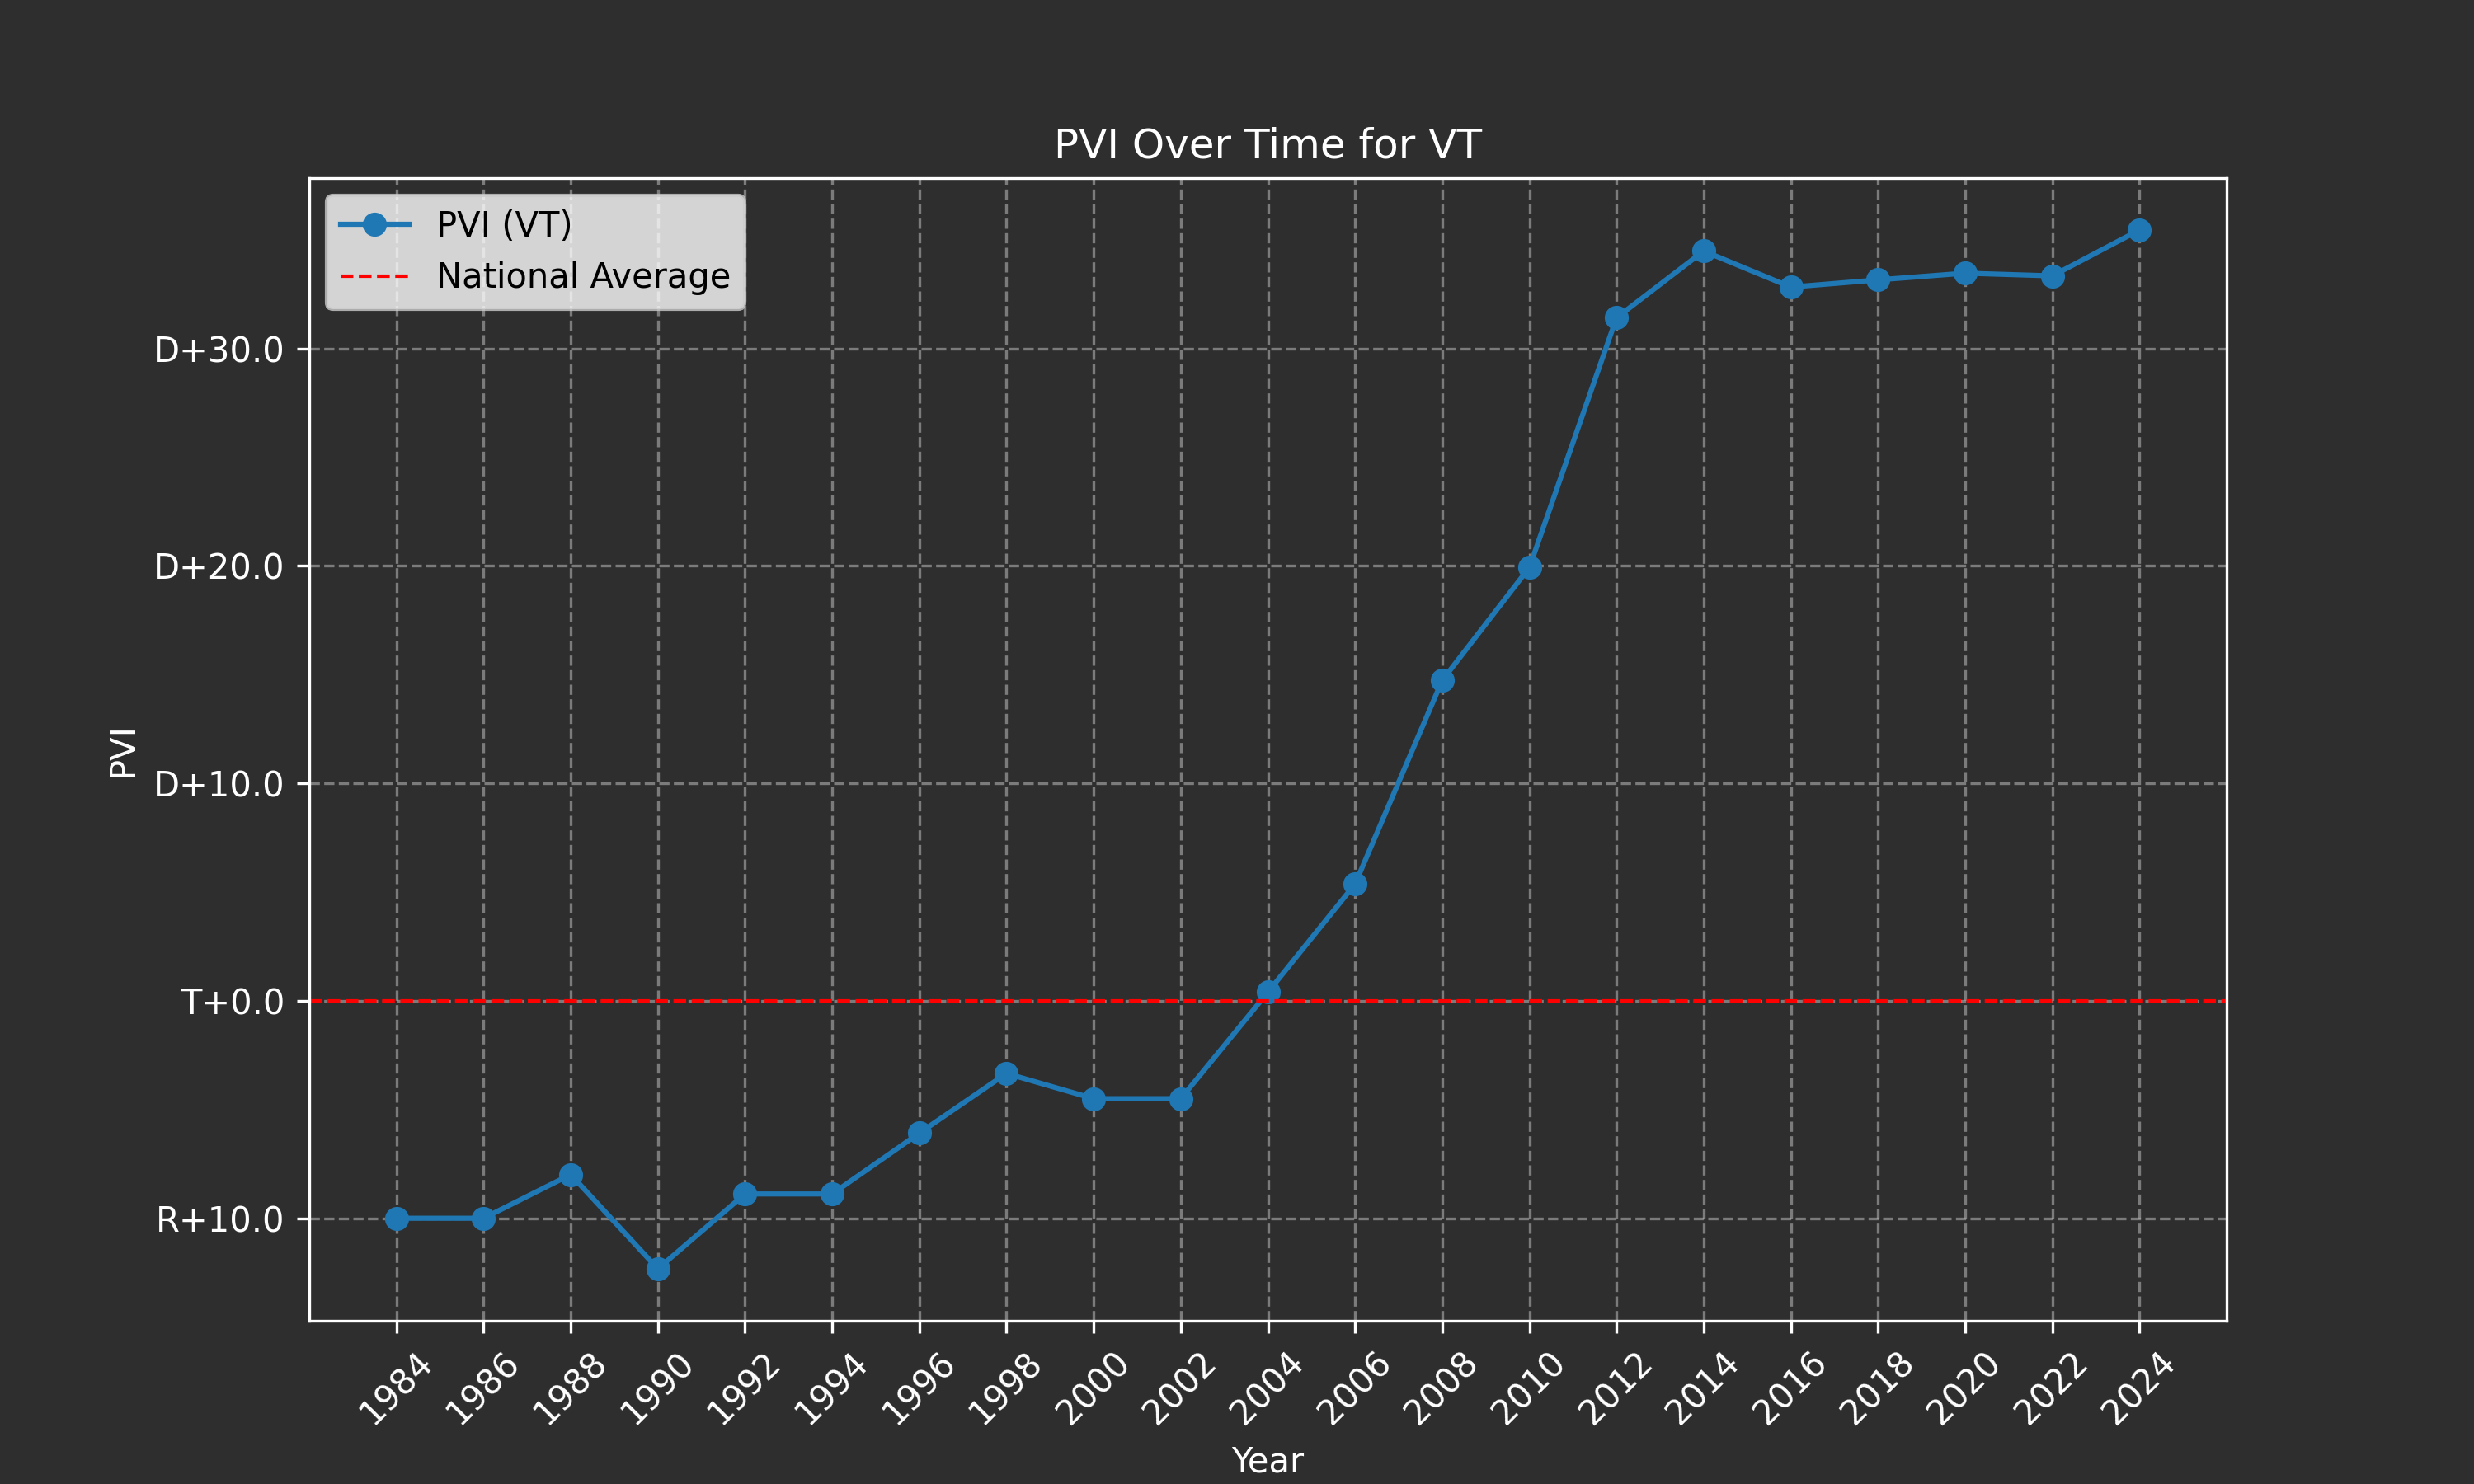 PVI Over Time for VT
PVI (VT)
National Average
D+30.0
D+20.0
D+10.0
T+0.0
R+10.0
PVI
1984
1986
1988
1990
1992
1994
1996
1998
2000
2002
2004
2006
2008
2010
2012
2014
2016
2018
2020
2022
2024
Year